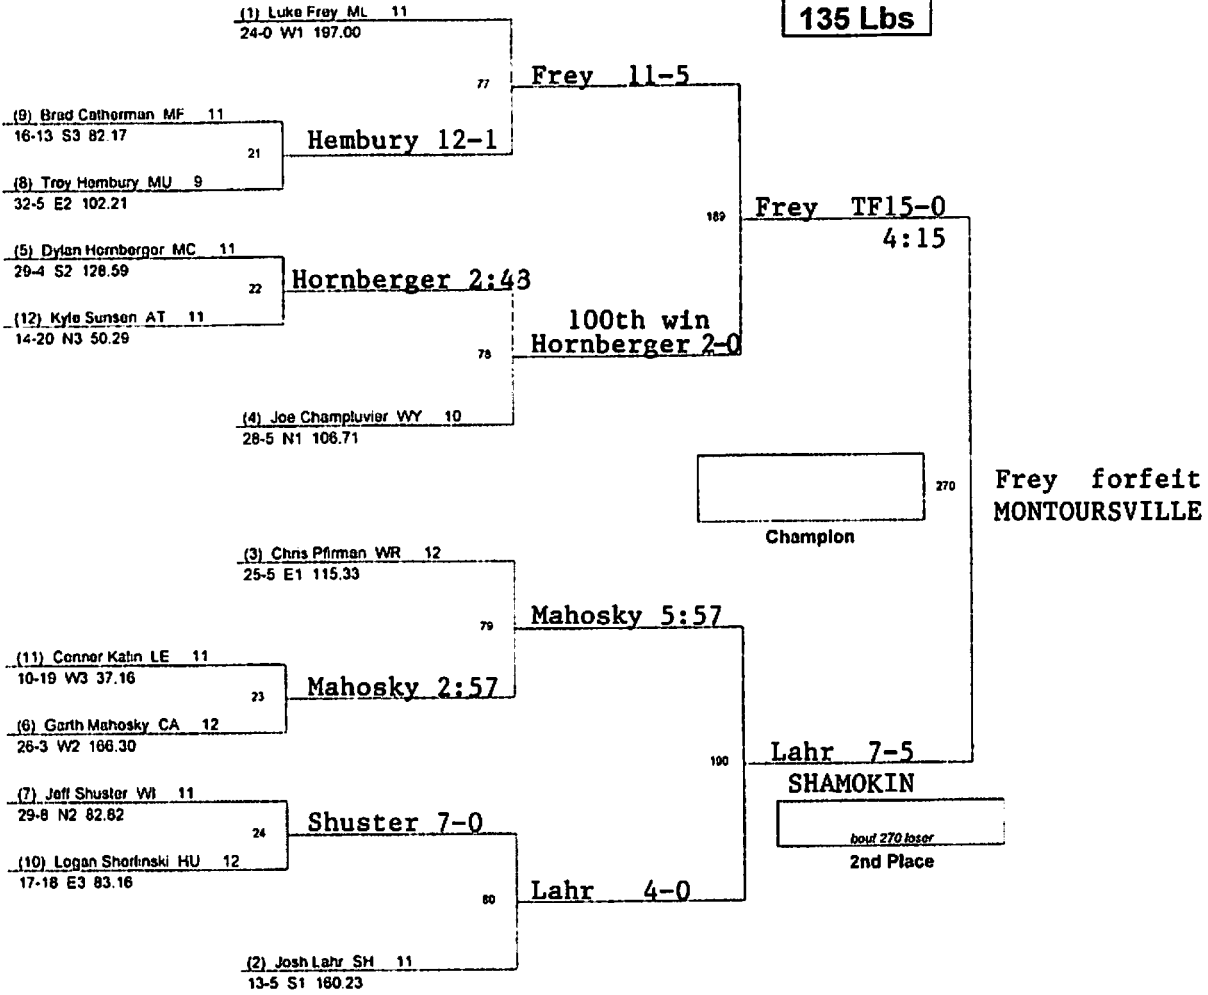 135 Lbs
(1) Luke Frey ML 11
24-0 W1 197.00
77
Frey 11-5
(9) Brad Catherman MF 11
16-13 S3 82.17
21
Hembury 12-1
(8) Troy Hembury MU 9
32-5 E2 102.21
189
Frey TF15-0
4:15
(5) Dylan Hornberger MC 11
29-4 S2 128.59
22
Hornberger 2:43
(12) Kyle Sunsen AT 11
14-20 N3 50.29
100th win
78
Hornberger 2-0
(4) Joe Champluvier WY 10
28-5 N1 106.71
270
Frey forfeit
MONTOURSVILLE
Champion
(3) Chris Pfirman WR 12
25-5 E1 115.33
79
Mahosky 5:57
(11) Conner Kahn LE 11
10-19 W3 37.16
23
Mahosky 2:57
(6) Garth Mahosky CA 12
26-3 W2 166.30
190
Lahr 7-5
SHAMOKIN
(7) Jeff Shuster WI 11
29-8 N2 82.62
24
Shuster 7-0
bout 270 loser
2nd Place
(10) Logan Sherlinski HU 12
17-18 E3 83.16
80
Lahr 4-0
(2) Josh Lahr SH 11
13-5 S1 160.23